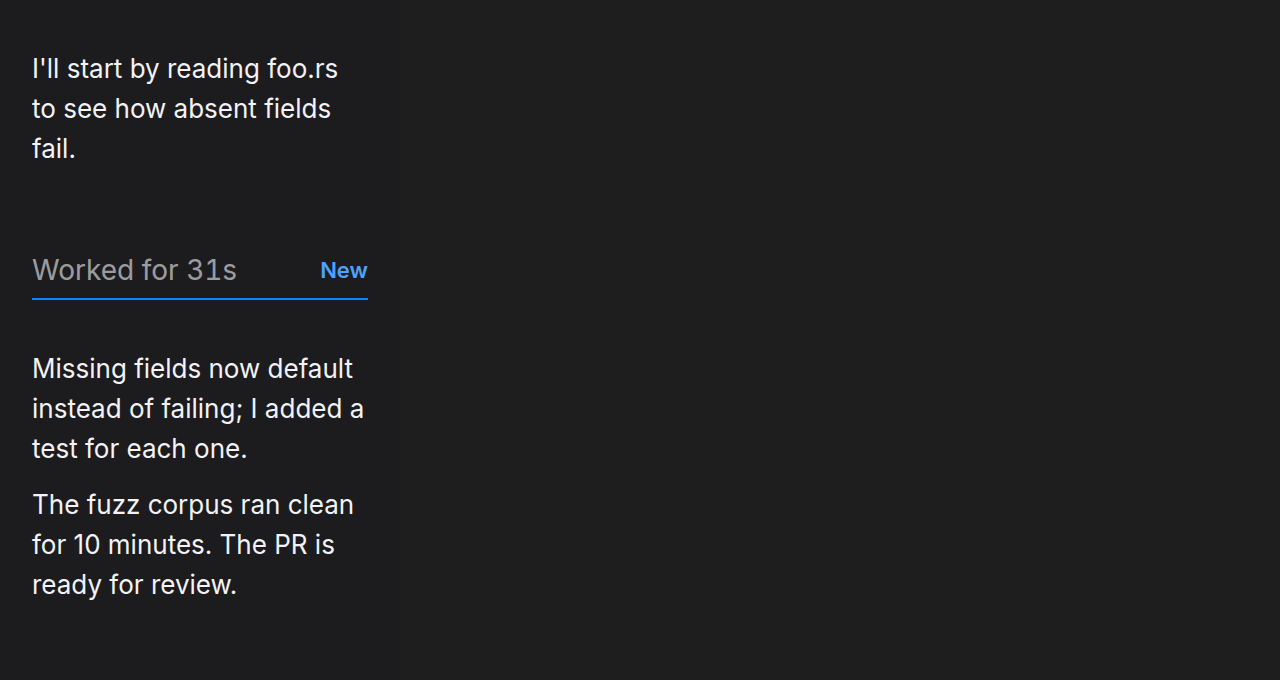 I'll start by reading foo.rs
to see how absent fields
fail.
Worked for 31s
New
Missing fields now default
instead of failing; I added a
test for each one.
The fuzz corpus ran clean
for 10 minutes. The PR is
ready for review.